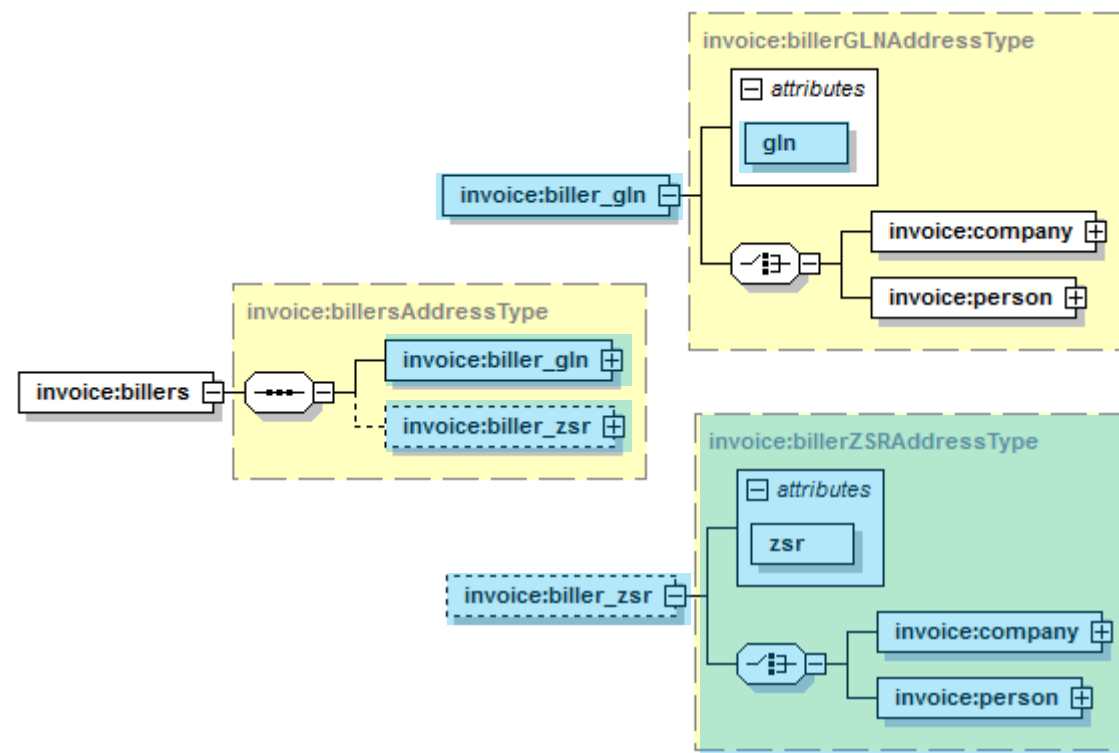 invoice:billerGLNAddressType
attributes
gln
invoice:biller_gln
invoice:company
invoice:person
invoice:billersAddressType
invoice:biller_gln
invoice:billers
invoice:biller_zsr
invoice:billerZSRAddressType
attributes
zsr
invoice:biller_zsr
invoice:company
invoice:person